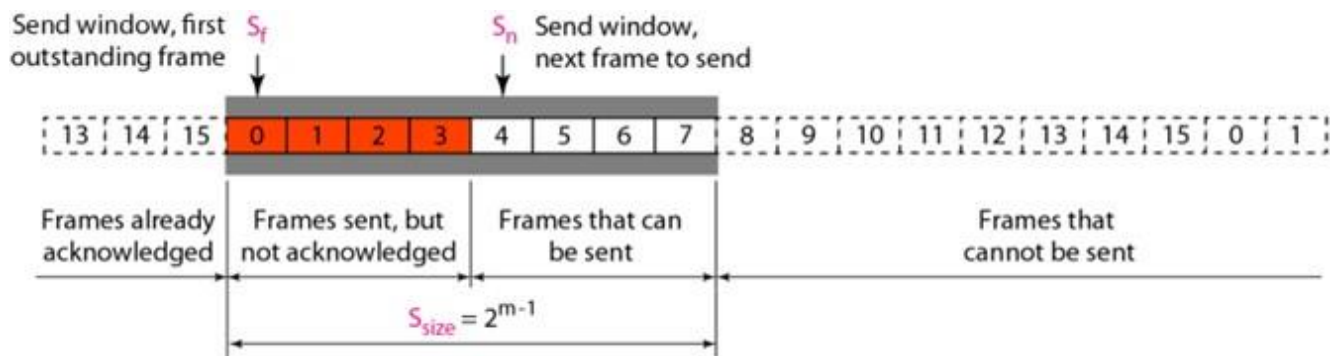 Send window, first
outstanding frame
Sf
Sn
Send window,
next frame to send
13 14 15 0 1 2 3 4 5 6 7 8 9 10 11 12 13 14 15 0 1
Frames already
acknowledged
Frames sent, but
not acknowledged
Frames that can
be sent
Frames that
cannot be sent
Ssize = 2^m-1